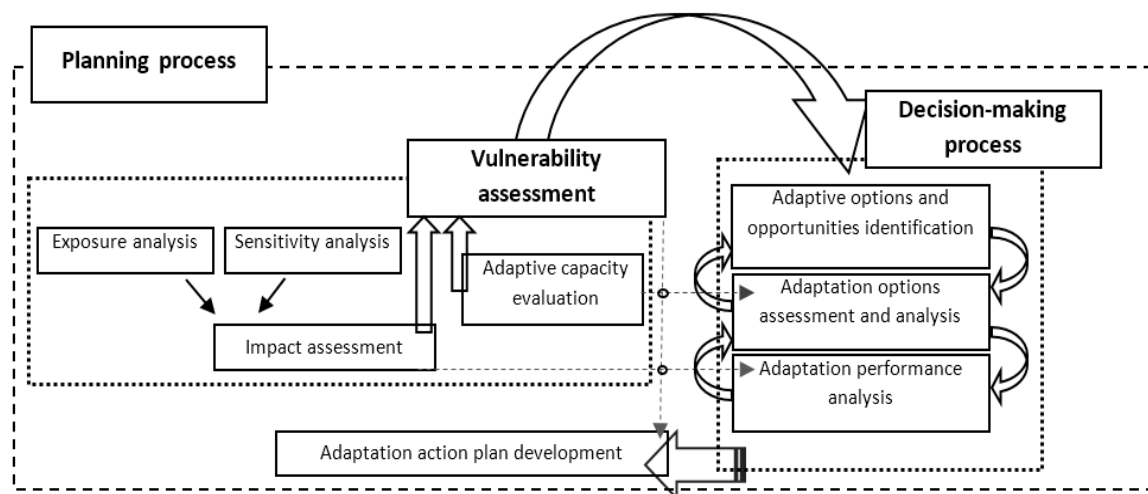 Planning process
Decision-making
process
Vulnerability
assessment
Exposure analysis
Sensitivity analysis
Adaptive capacity
evaluation
Impact assessment
Adaptive options and
opportunities identification
Adaptation options
assessment and analysis
Adaptation performance
analysis
Adaptation action plan development